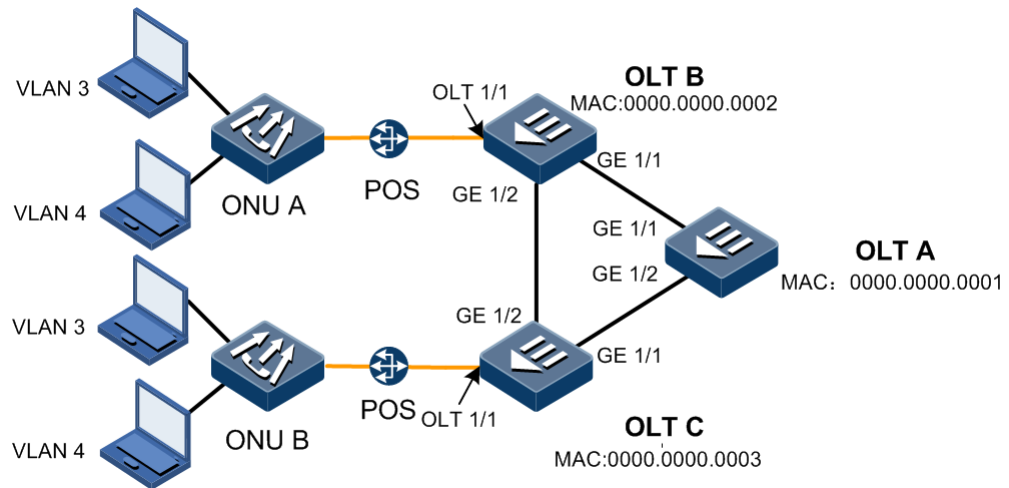 VLAN 3
OLT 1/1
OLT B
MAC:0000.0000.0002
GE 1/1
POS
GE 1/2
ONU A
VLAN 4
GE 1/1
OLT A
GE 1/2
MAC：0000.0000.0001
VLAN 3
GE 1/2
GE 1/1
POS
OLT 1/1
ONU B
OLT C
VLAN 4
MAC:0000.0000.0003